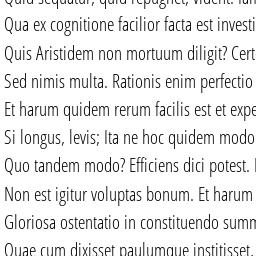 Quid sequatur, quid repugnet, vident. Iam
Qua ex cognitione facilior facta est investi
Quis Aristidem non mortuum diligit? Cert
Sed nimis multa. Rationis enim perfectio
Et harum quidem rerum facilis est et expe
Si longus, levis; Ita ne hoc quidem modo
Quo tandem modo? Efficiens dici potest.
Non est igitur voluptas bonum. Et harum
Gloriosa ostentatio in constituendo summ
Quae cum dixisset paulumque institisset,